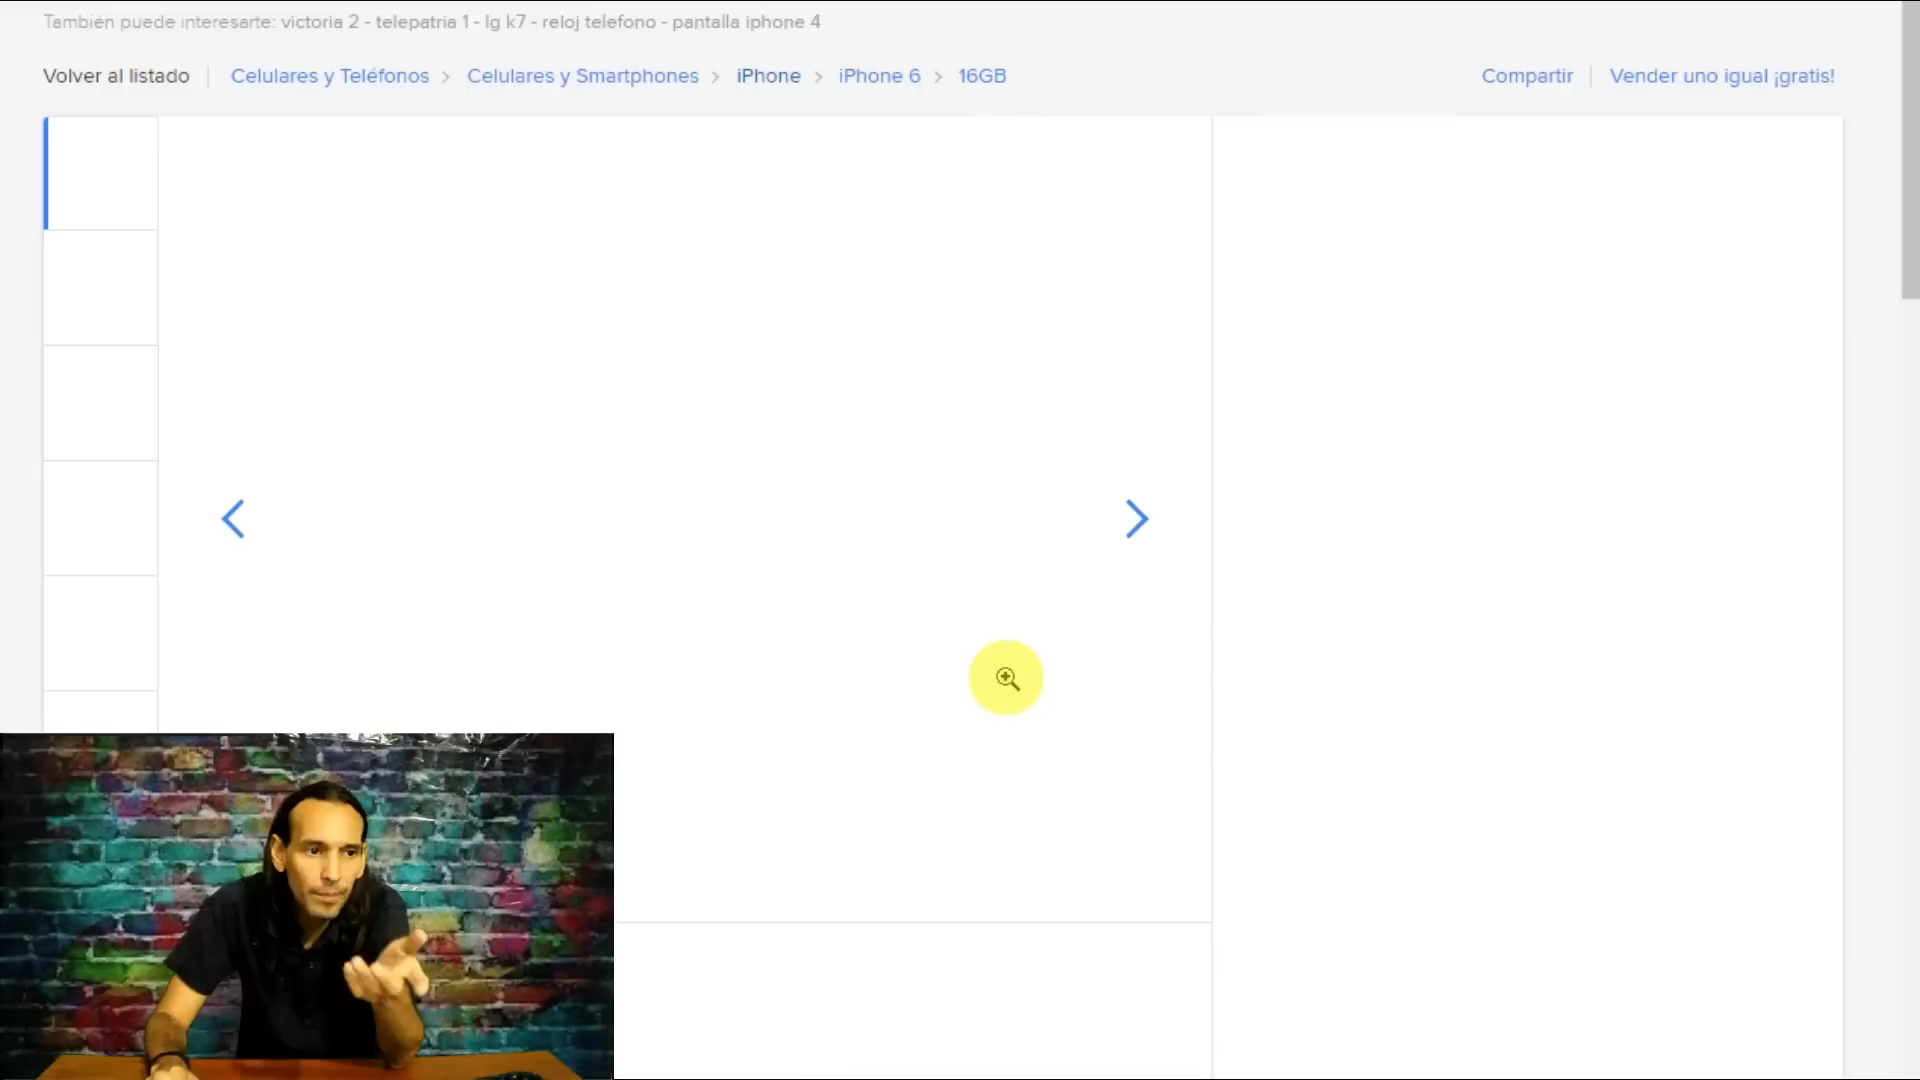 También puede interesarte: victoria 2 - telepatria 1 - lg k7 - reloj telefono - pantalla iphone 4
Volver al listado Celulares y Teléfonos > Celulares y Smartphones > iPhone > iPhone 6 > 16GB Compartir Vender uno igual ¡gratis!